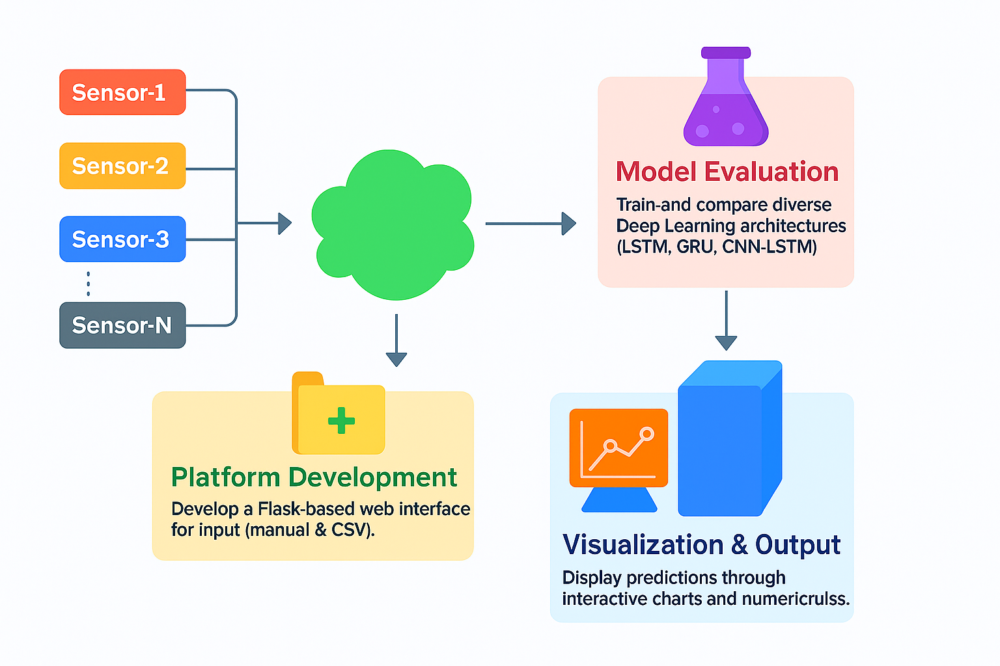 Sensor-1
Sensor-2
Sensor-3
Sensor-N
Model Evaluation
Train-and compare diverse
Deep Learning architectures
(LSTM, GRU, CNN-LSTM)
Platform Development
Develop a Flask-based web interface
for input (manual & CSV).
Visualization & Output
Display predictions through
interactive charts and numericrulss.